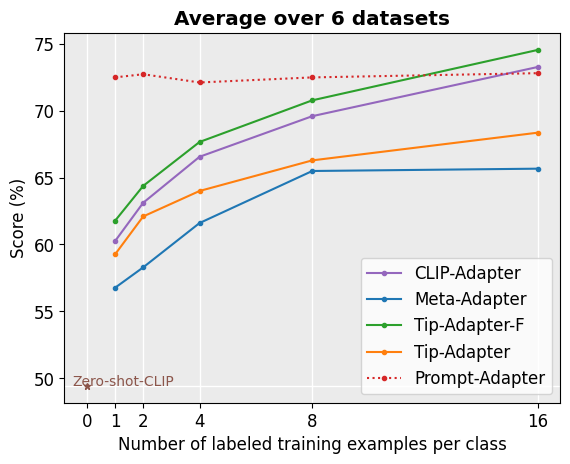 Average over 6 datasets
75
70
65
60
55
50
Score (%)
Zero-shot-CLIP
CLIP-Adapter
Meta-Adapter
Tip-Adapter-F
Tip-Adapter
Prompt-Adapter
0 1 2 4 8 16
Number of labeled training examples per class